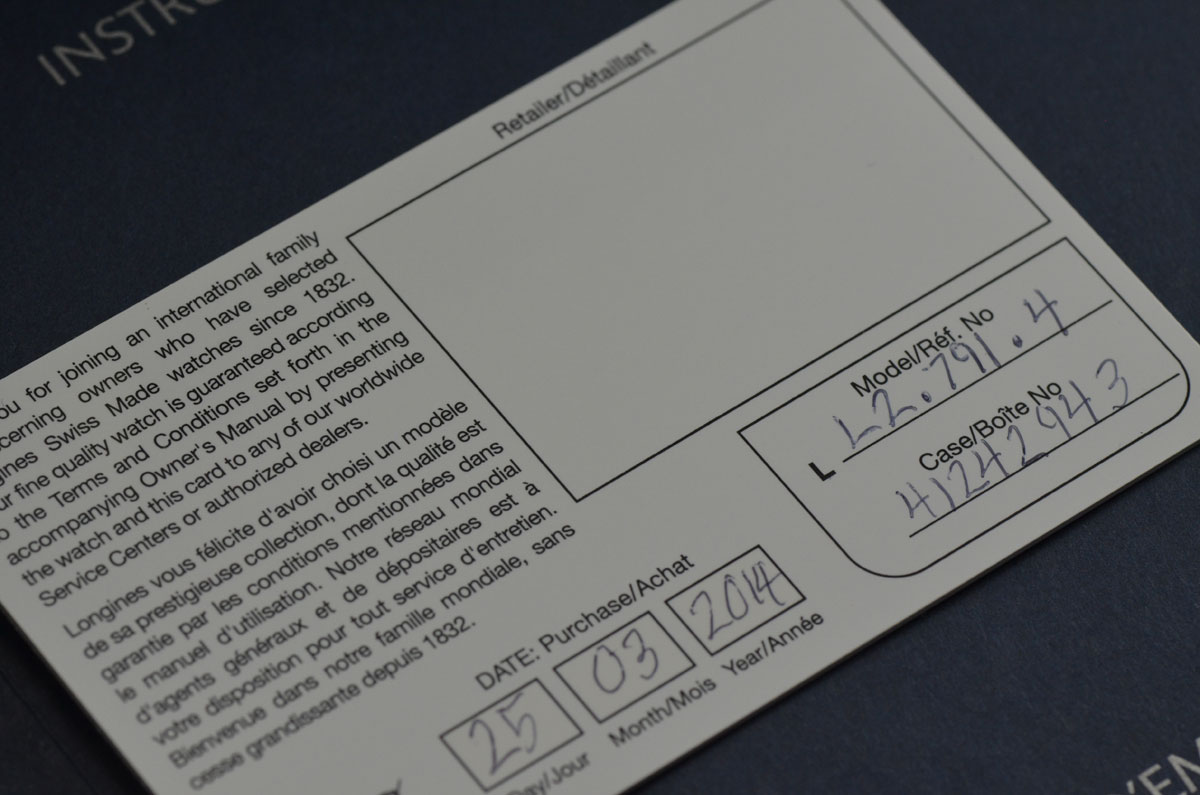 INSTRU
Retailer/Détaillant
ou for joining an international family
cerning owners who have selected
gines Swiss Made watches since 1832.
ur fine quality watch is guaranteed according
o the Terms and Conditions set forth in the
accompanying Owner's Manual by presenting
the watch and this card to any of our worldwide
Service Centers or authorized dealers.
Longines vous félicite d'avoir choisi un modèle
de sa prestigieuse collection, dont la qualité est
garantie par les conditions mentionnées dans
le manuel d'utilisation. Notre réseau mondial
d'agents généraux et de dépositaires est à
votre disposition pour tout service d'entretien.
Bienvenue dans notre famille mondiale, sans
cesse grandissante depuis 1832.
Model/Réf. No
L L2.791.4
Case/Boîte No
41242943
DATE: Purchase/Achat
25 03 2014
Day/Jour Month/Mois Year/Année
'EM